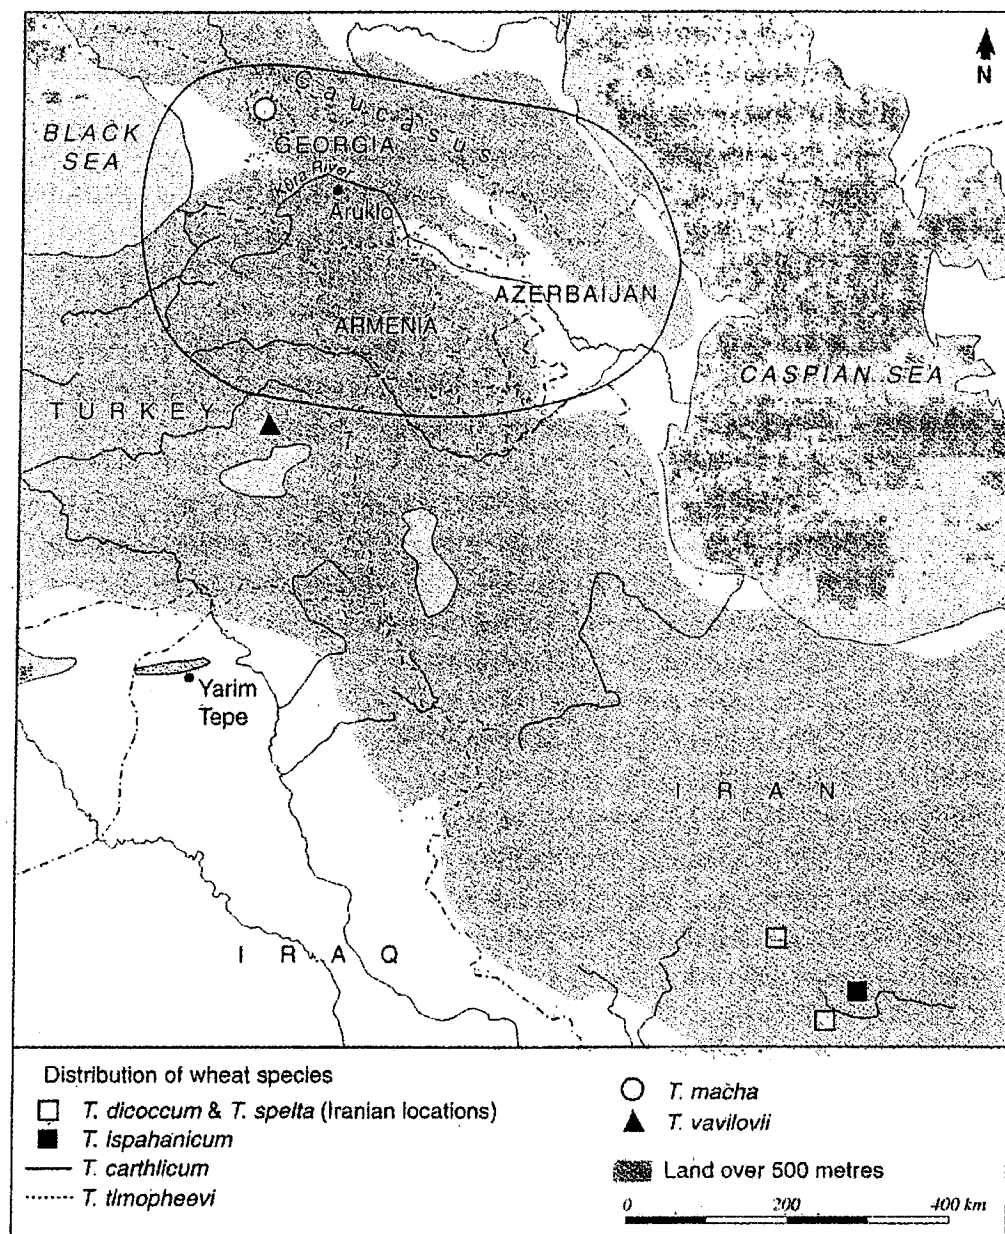 N
BLACK
SEA
Caucasus
GEORGIA
Kura River
Aruklo
AZERBAIJAN
ARMENIA
CASPIAN SEA
TURKEY
Yarim
Tepe
IRAN
IRAQ
Distribution of wheat species
T. dicoccum & T. spelta (Iranian locations)
T. ispahanicum
T. carthlicum
T. timopheevi
T. macha
T. vavilovii
Land over 500 metres
0 200 400 km